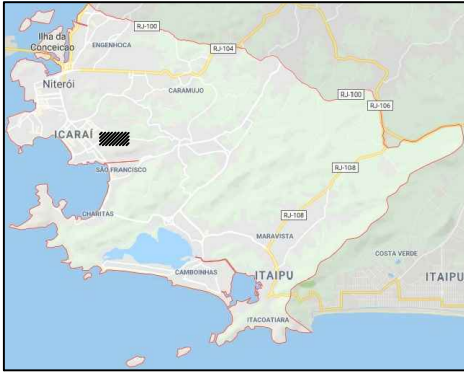 RJ-100
Ilha da
Conceicao
ENGENHOCA
RJ-104
Niterói
CARAMUJO
RJ-100
RJ-106
ICARAÍ
SÃO FRANCISCO
RJ-108
CHARITAS
RJ-108
MARAVISTA
COSTA VERDE
CAMBOINHAS
ITAIPU
ITAIPU
ITACOATIARA